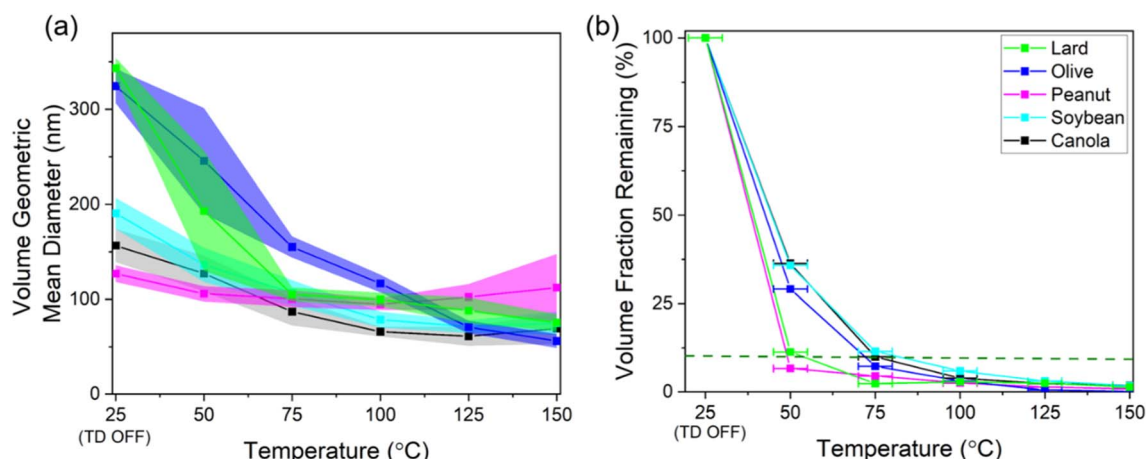 (a)
Volume Geometric
Mean Diameter (nm)
300
200
100
0
25 50 75 100 125 150
(TD OFF)
Temperature (°C)
(b)
Volume Fraction Remaining (%)
100
75
50
25
0
Lard
Olive
Peanut
Soybean
Canola
25 50 75 100 125 150
(TD OFF)
Temperature (°C)